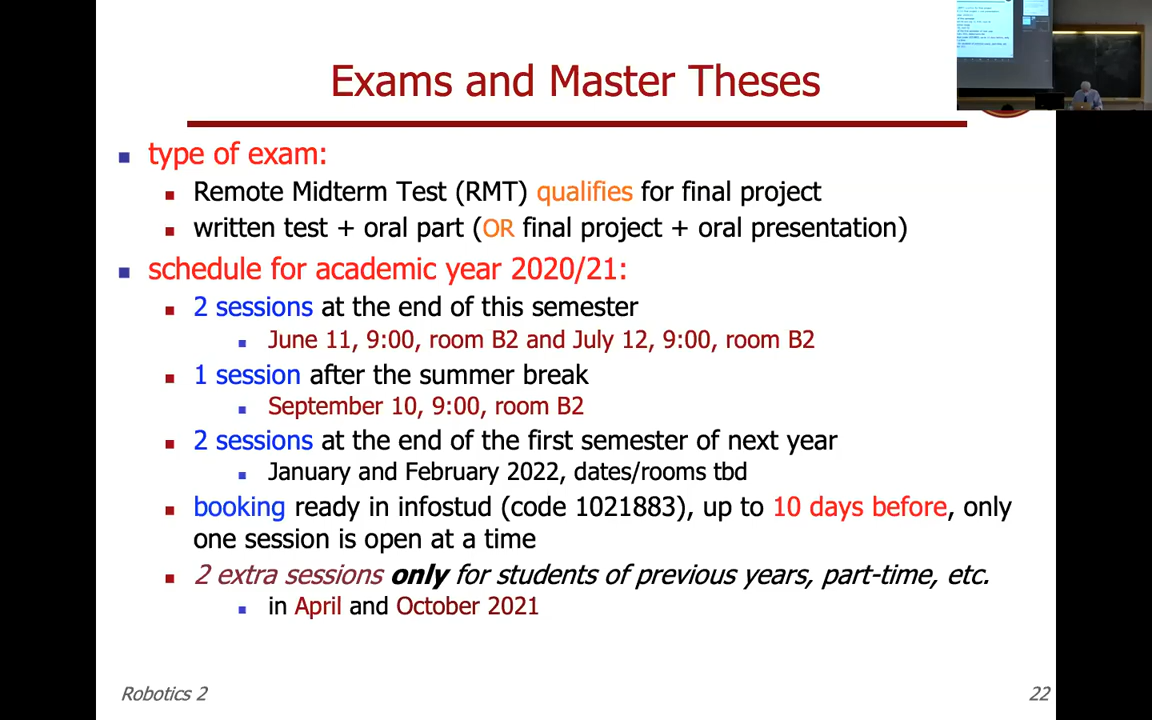 Exams and Master Theses
type of exam:
Remote Midterm Test (RMT) qualifies for final project
written test + oral part (OR final project + oral presentation)
schedule for academic year 2020/21:
2 sessions at the end of this semester
June 11, 9:00, room B2 and July 12, 9:00, room B2
1 session after the summer break
September 10, 9:00, room B2
2 sessions at the end of the first semester of next year
January and February 2022, dates/rooms tbd
booking ready in infostud (code 1021883), up to 10 days before, only
one session is open at a time
2 extra sessions only for students of previous years, part-time, etc.
in April and October 2021
Robotics 2
22